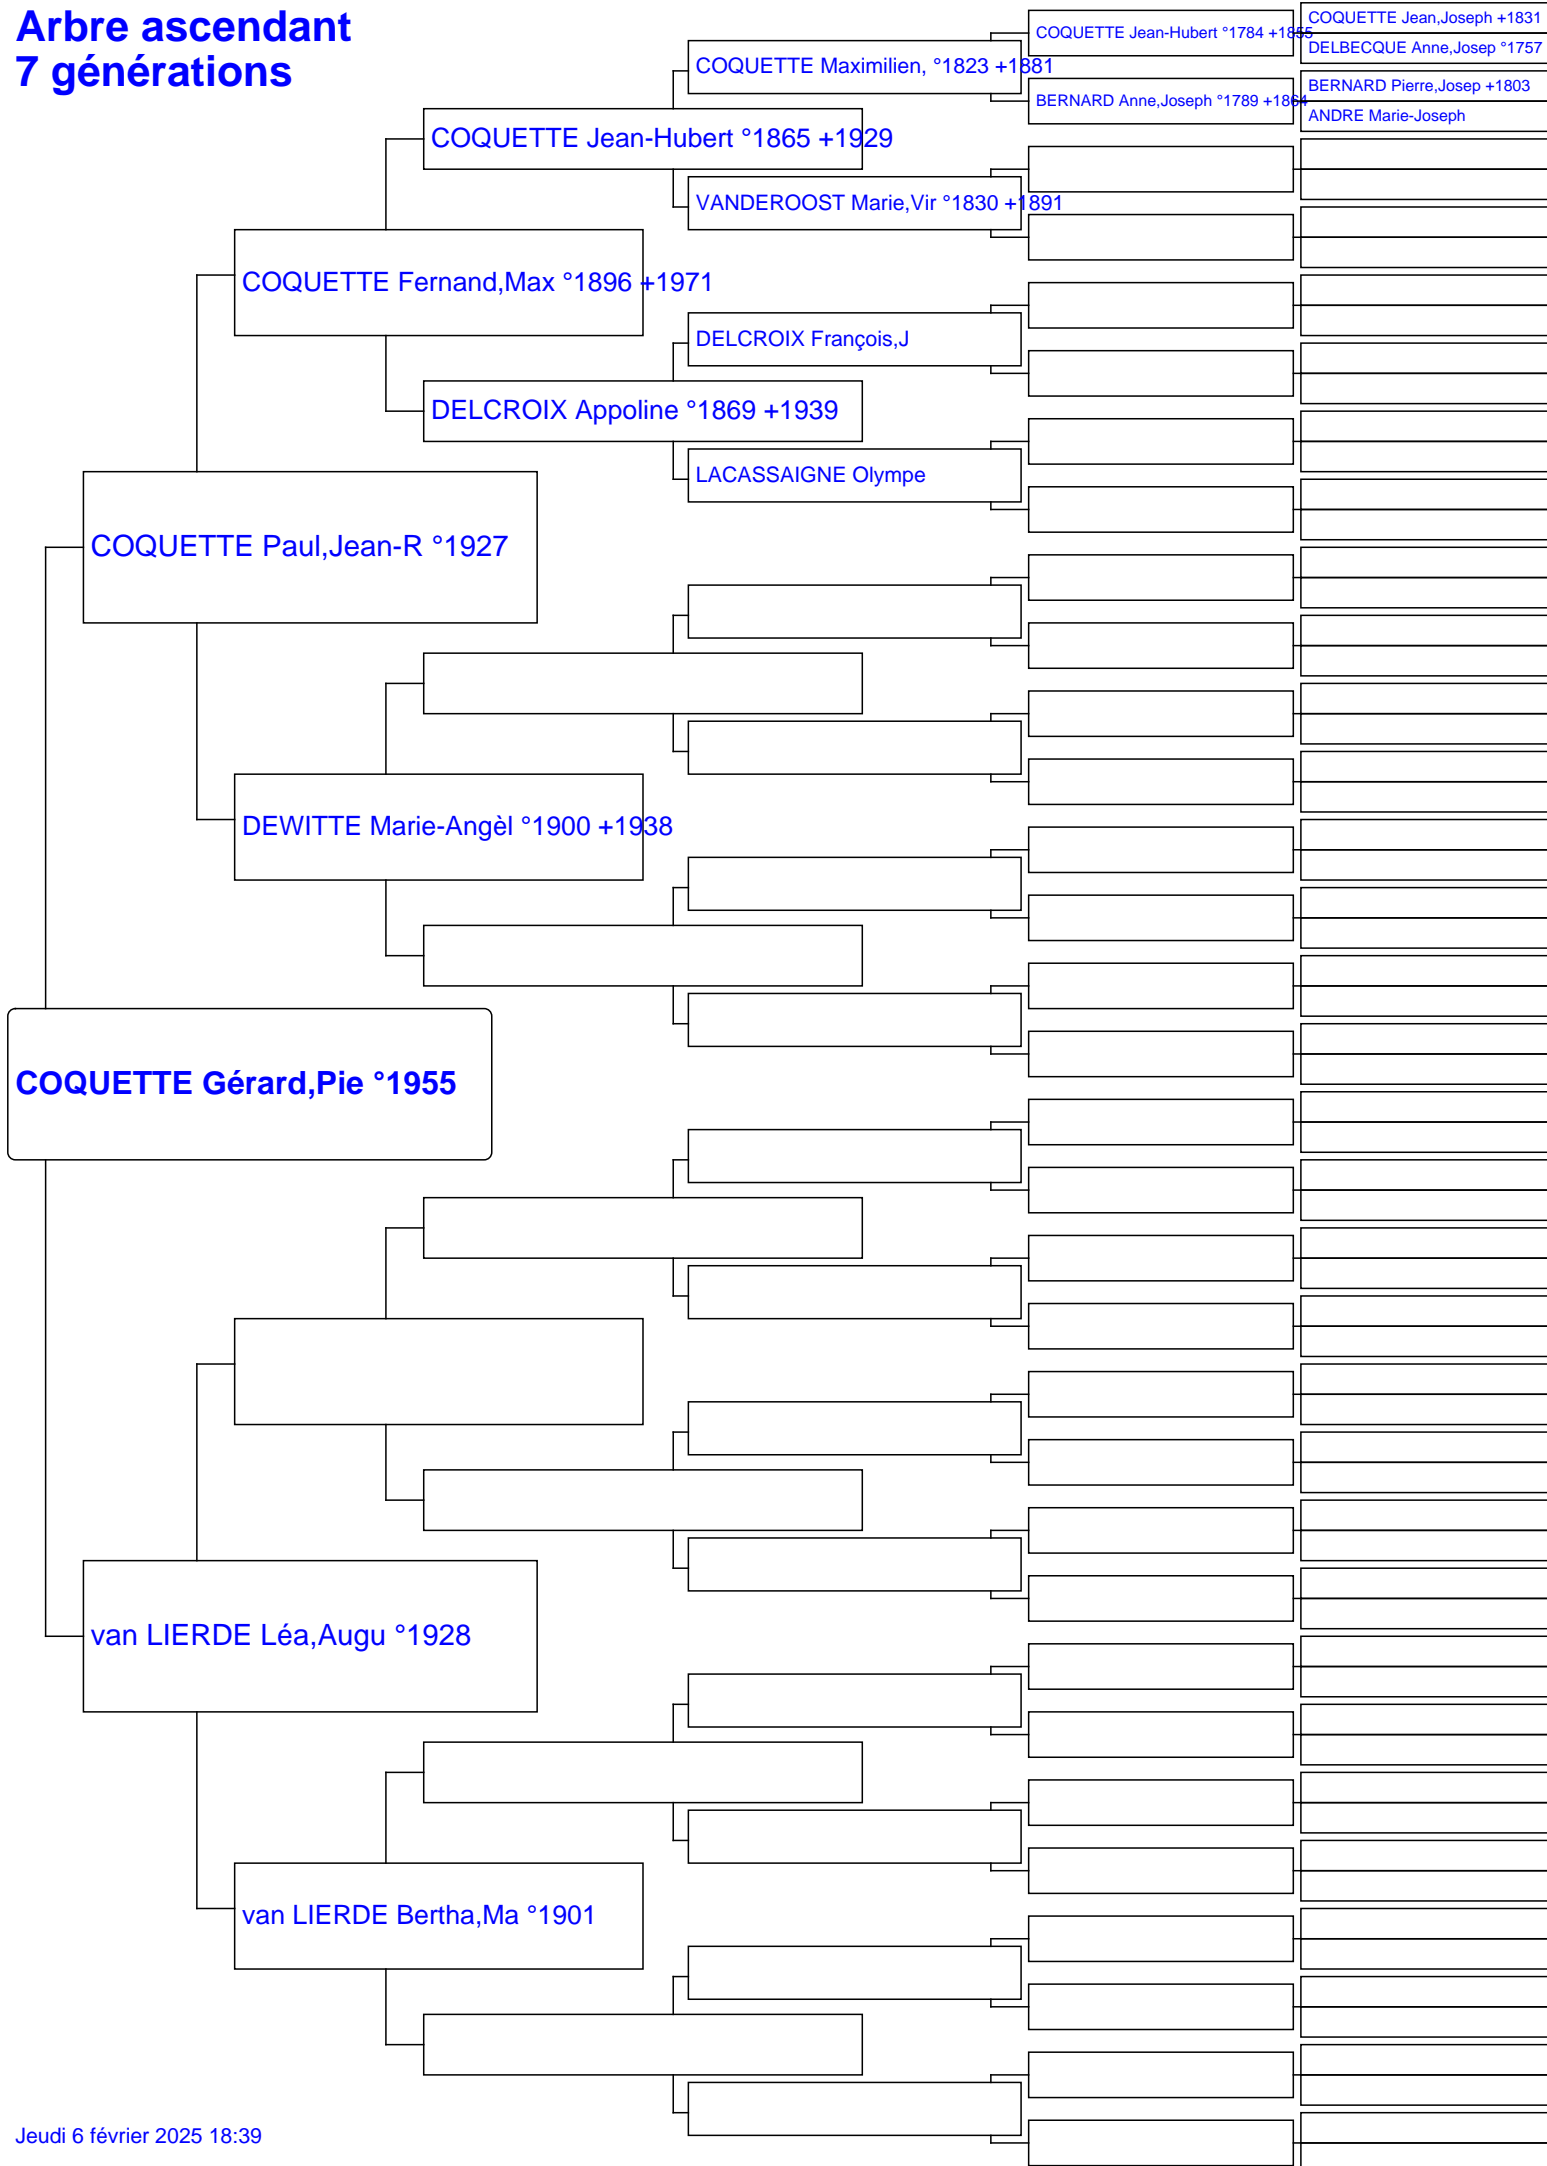 Arbre ascendant
7 générations
COQUETTE Jean,Joseph +1831
COQUETTE Jean-Hubert °1784 +1855
DELBECQUE Anne,Josep °1757
COQUETTE Maximilien, °1823 +1881
BERNARD Pierre,Josep +1803
BERNARD Anne,Joseph °1789 +1864
ANDRE Marie-Joseph
COQUETTE Jean-Hubert °1865 +1929
VANDEROOST Marie,Vir °1830 +1891
COQUETTE Fernand,Max °1896 +1971
DELCROIX François,J
DELCROIX Appoline °1869 +1939
LACASSAIGNE Olympe
COQUETTE Paul,Jean-R °1927
DEWITTE Marie-Angèl °1900 +1938
COQUETTE Gérard,Pie °1955
van LIERDE Léa,Augu °1928
van LIERDE Bertha,Ma °1901
Jeudi 6 février 2025 18:39